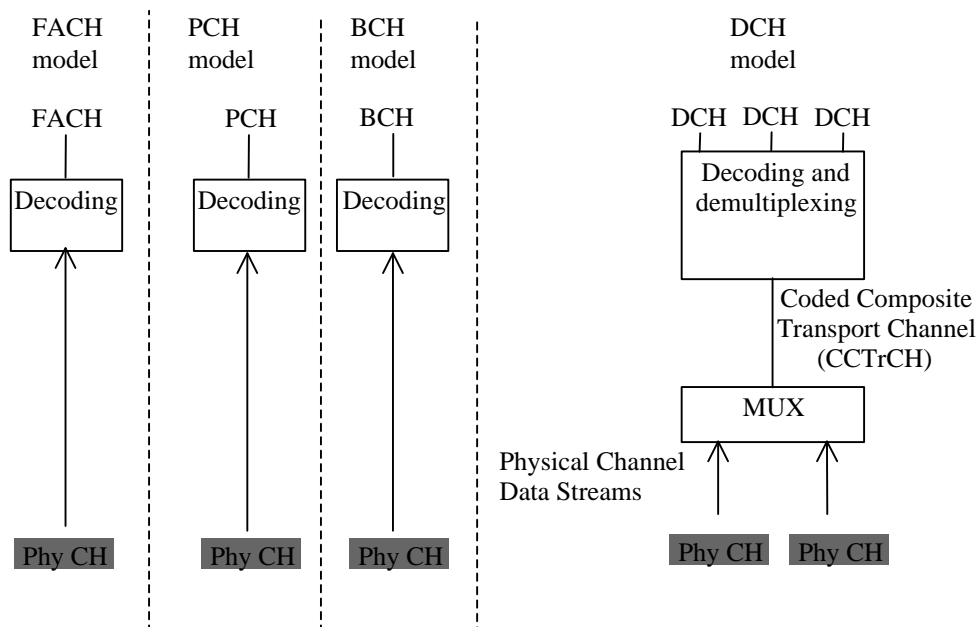 FACH
model
PCH
model
BCH
model
DCH
model
FACH
PCH
BCH
DCH DCH DCH
Decoding
Decoding
Decoding
Decoding and
demultiplexing
Coded Composite
Transport Channel
(CCTrCH)
MUX
Physical Channel
Data Streams
Phy CH
Phy CH
Phy CH
Phy CH
Phy CH